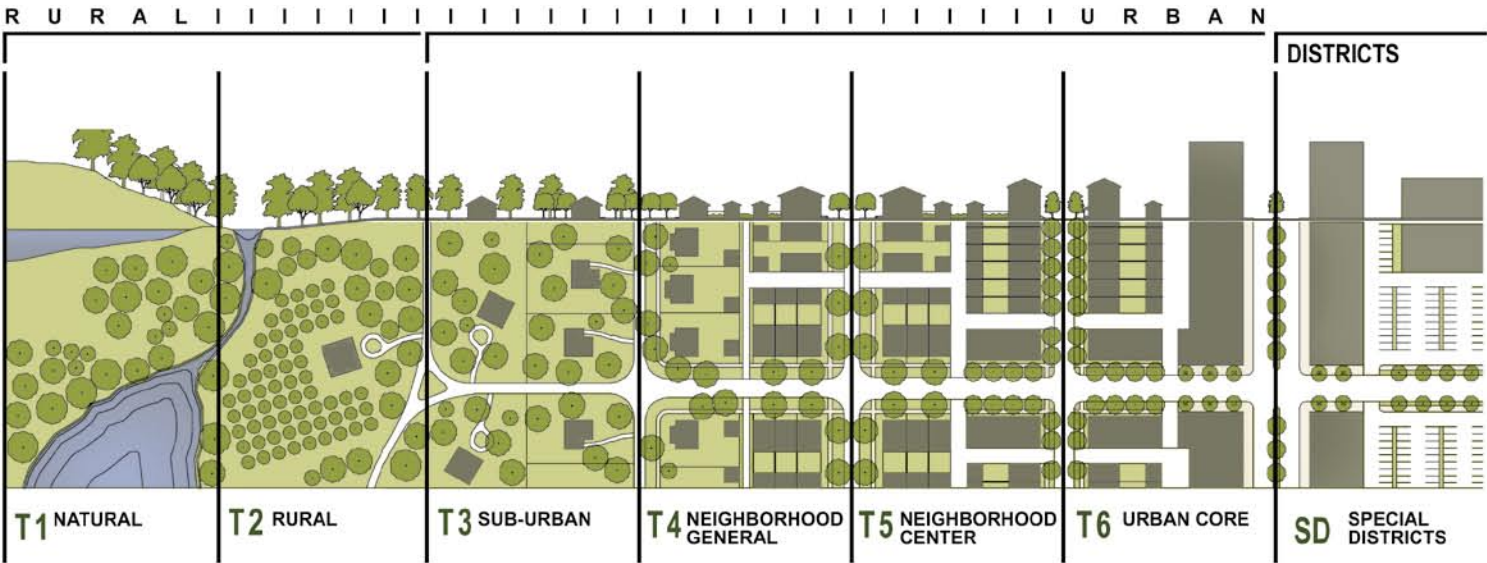 R U R A L I I I I I I I I I I I I I I I I I I I I I I I I I I I I U R B A N
DISTRICTS
T1 NATURAL
T2 RURAL
T3 SUB-URBAN
T4 NEIGHBORHOOD
GENERAL
T5 NEIGHBORHOOD
CENTER
T6 URBAN CORE
SD SPECIAL
DISTRICTS